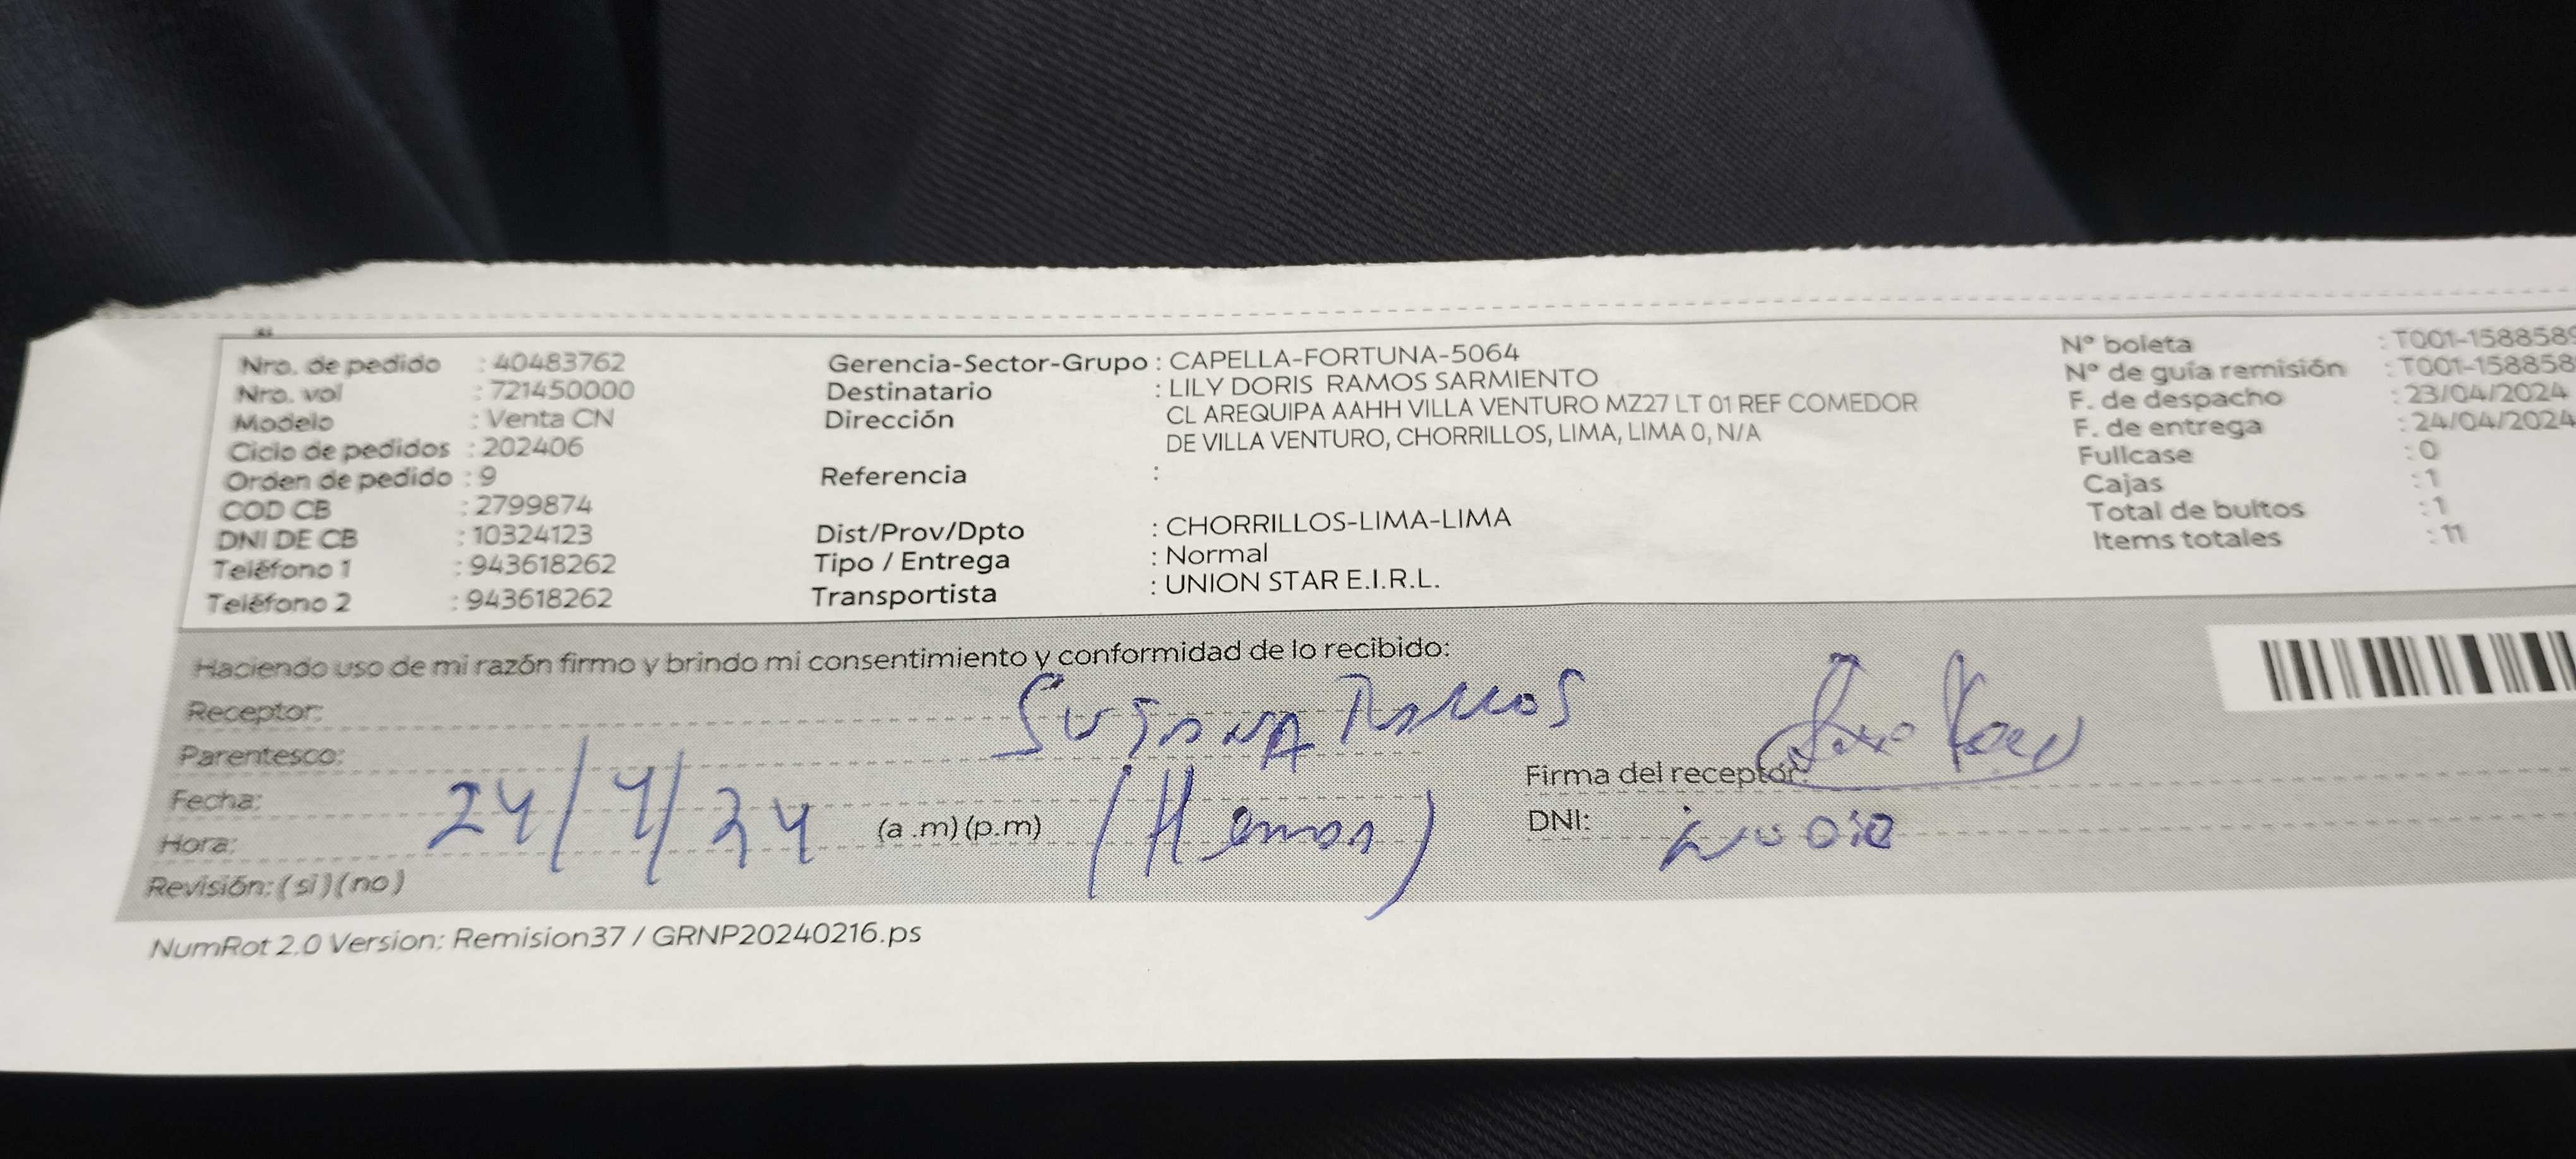 Nro. de pedido : 40483762
Nro. vol : 721450000
Modelo : Venta CN
Ciclo de pedidos : 202406
Orden de pedido : 9
COD CB : 2799874
DNI DE CB : 10324123
Teléfono 1 : 943618262
Teléfono 2 : 943618262
Gerencia-Sector-Grupo : CAPELLA-FORTUNA-5064
Destinatario : LILY DORIS RAMOS SARMIENTO
Dirección CL AREQUIPA AAHH VILLA VENTURO MZ27 LT 01 REF COMEDOR
DE VILLA VENTURO, CHORRILLOS, LIMA, LIMA 0, N/A
Referencia :
Dist/Prov/Dpto : CHORRILLOS-LIMA-LIMA
Tipo / Entrega : Normal
Transportista : UNION STAR E.I.R.L.
Nº boleta : T001-1588589
Nº de guía remisión : T001-158858
F. de despacho : 23/04/2024
F. de entrega : 24/04/2024
Fullcase : 0
Cajas : 1
Total de bultos : 1
Items totales : 11
Haciendo uso de mi razón firmo y brindo mi consentimiento y conformidad de lo recibido:
Receptor: SUSANA RAMOS
Parentesco:
Fecha: 24/4/24
Hora: (a .m) (p.m)
Revisión: ( si ) ( no )
Firma del receptor:
DNI:
NumRot 2.0 Version: Remision37 / GRNP20240216.ps